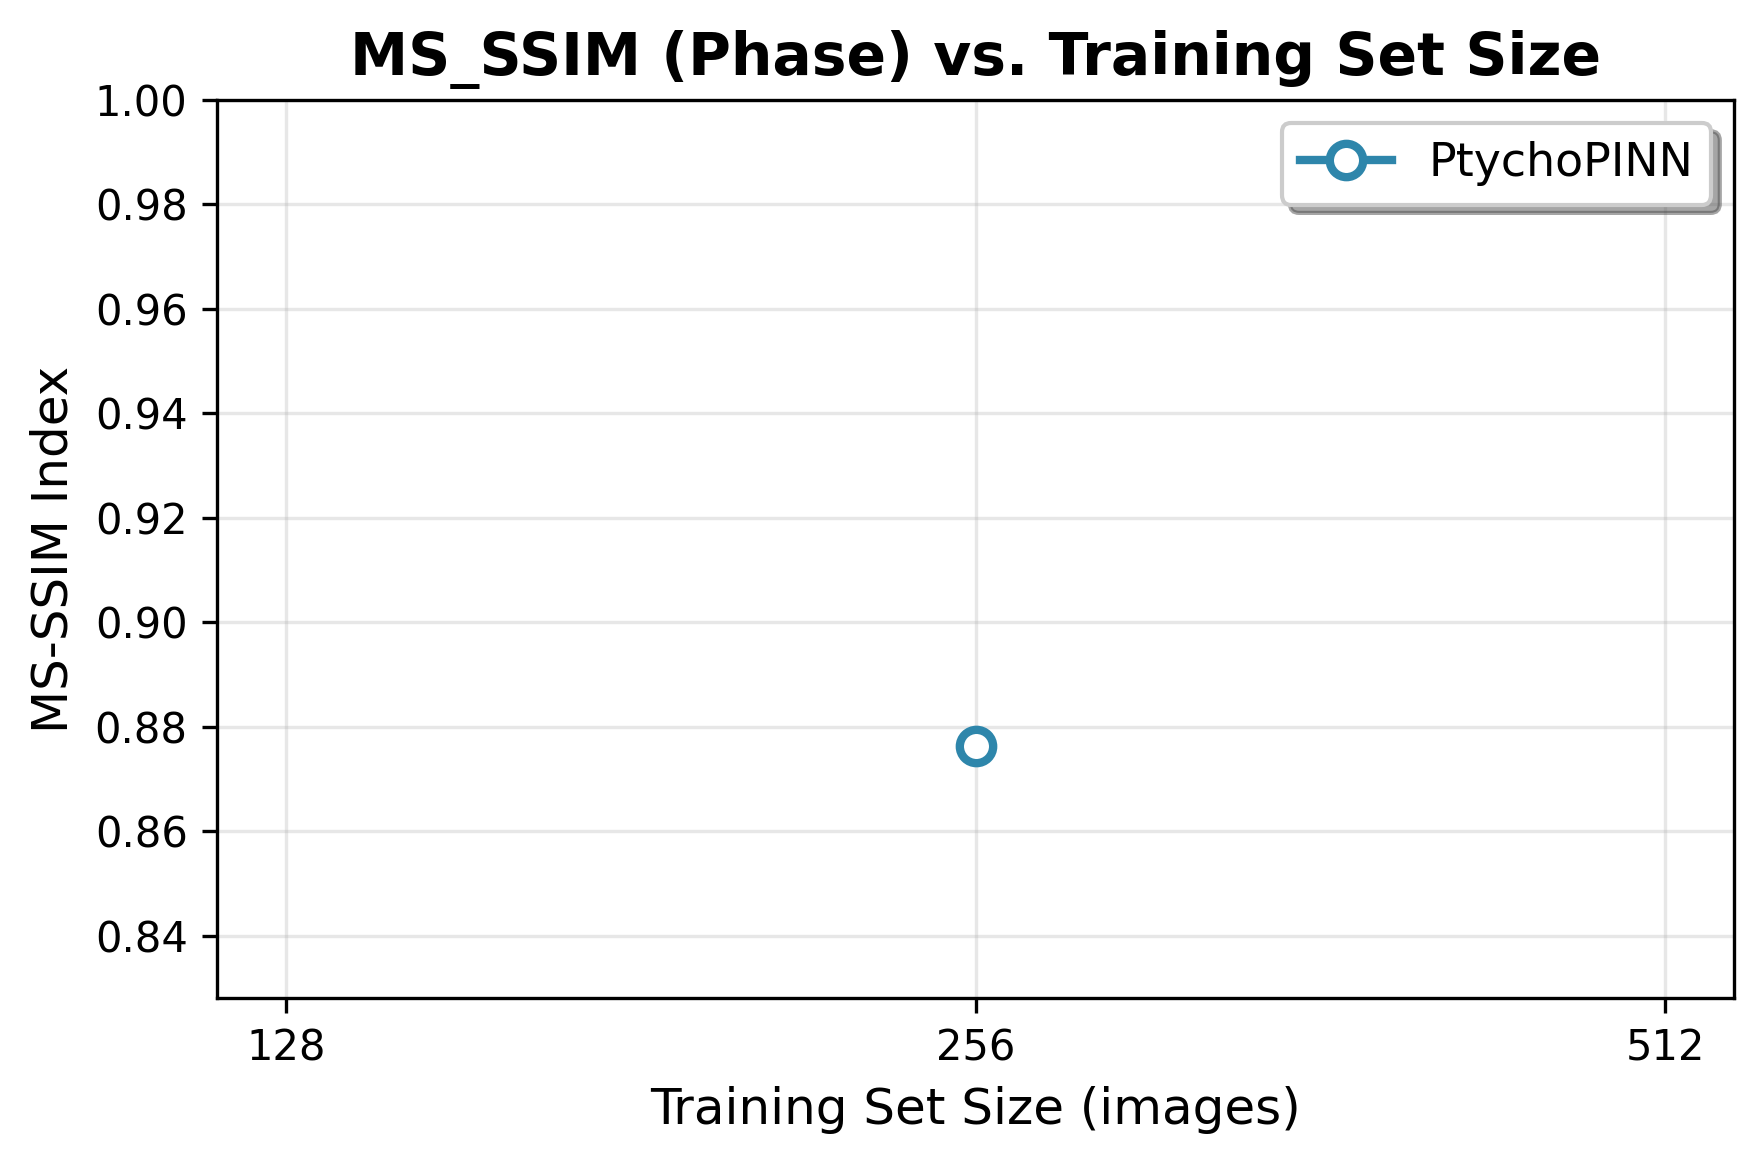 MS_SSIM (Phase) vs. Training Set Size
PtychoPINN
MS-SSIM Index
1.00
0.98
0.96
0.94
0.92
0.90
0.88
0.86
0.84
128 256 512
Training Set Size (images)